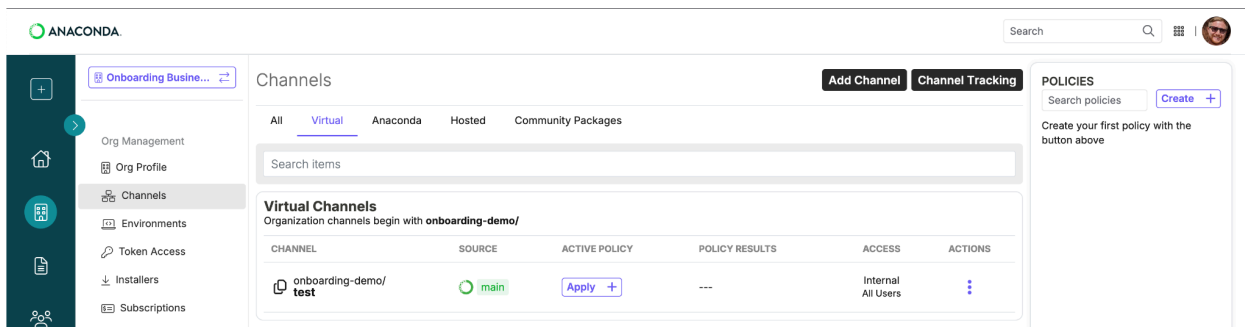 ANACONDA.
Search
Onboarding Busine...
Org Management
Org Profile
Channels
Environments
Token Access
Installers
Subscriptions
Channels
Add Channel
Channel Tracking
All
Virtual
Anaconda
Hosted
Community Packages
Search items
Virtual Channels
Organization channels begin with onboarding-demo/
CHANNEL
SOURCE
ACTIVE POLICY
POLICY RESULTS
ACCESS
ACTIONS
onboarding-demo/
test
main
Apply +
---
Internal
All Users
POLICIES
Search policies
Create +
Create your first policy with the
button above